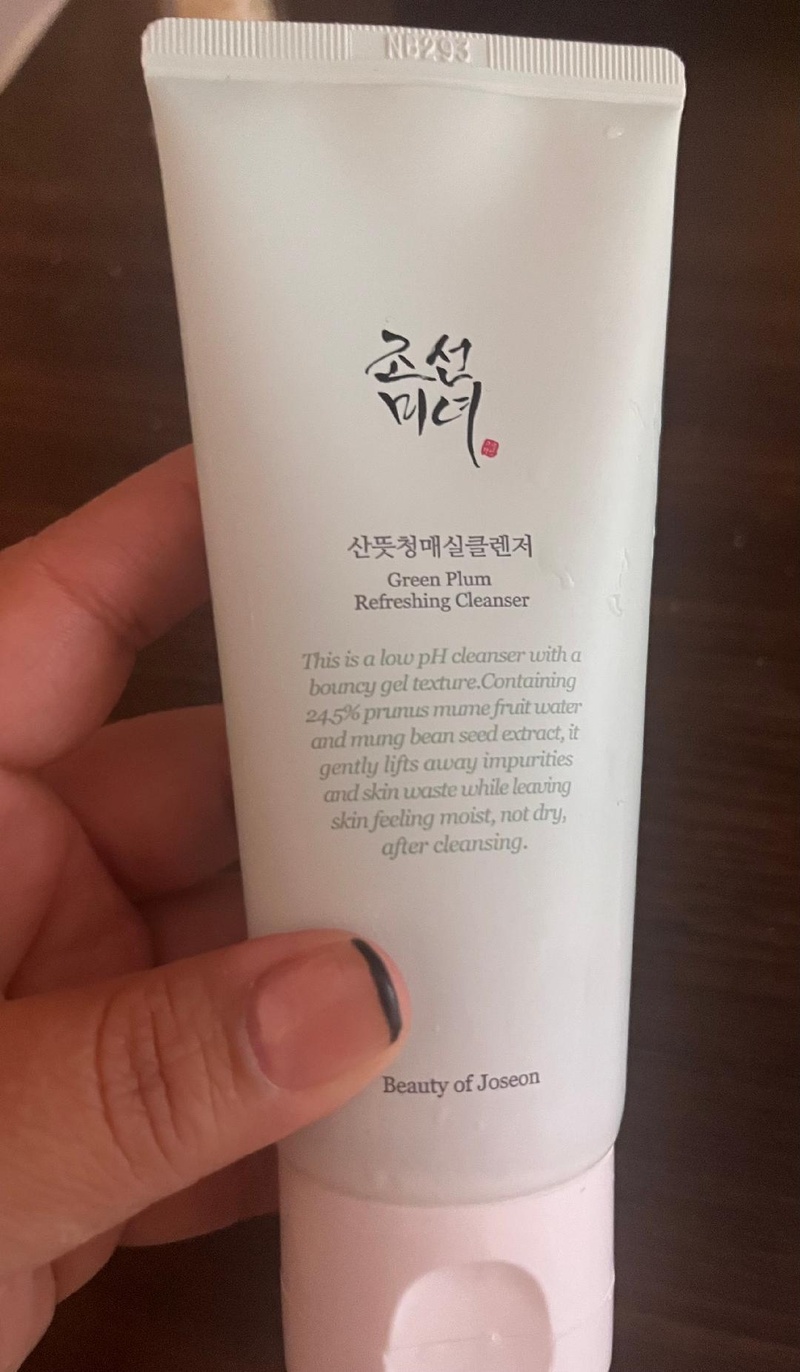 NG293
조선
미녀
산뜻청매실클렌저
Green Plum
Refreshing Cleanser
This is a low pH cleanser with a
bouncy gel texture.Containing
24.5% prunus mume fruit water
and mung bean seed extract, it
gently lifts away impurities
and skin waste while leaving
skin feeling moist, not dry,
after cleansing.
Beauty of Joseon